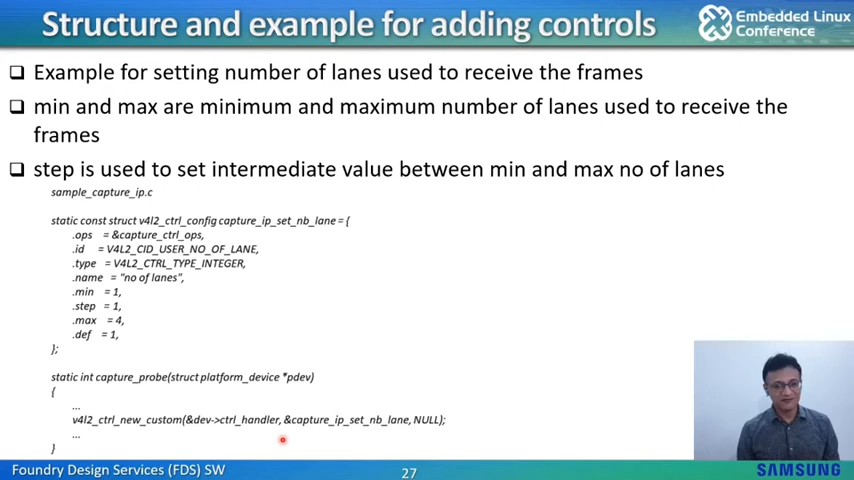 Structure and example for adding controls
Embedded Linux
Conference
❑ Example for setting number of lanes used to receive the frames
❑ min and max are minimum and maximum number of lanes used to receive the
frames
❑ step is used to set intermediate value between min and max no of lanes
sample_capture_ip.c
static const struct v4l2_ctrl_config capture_ip_set_nb_lane = {
.ops = &capture_ctrl_ops,
.id = V4L2_CID_USER_NO_OF_LANE,
.type = V4L2_CTRL_TYPE_INTEGER,
.name = "no of lanes",
.min = 1,
.step = 1,
.max = 4,
.def = 1,
};
static int capture_probe(struct platform_device *pdev)
{
...
v4l2_ctrl_new_custom(&dev->ctrl_handler, &capture_ip_set_nb_lane, NULL);
...
}
Foundry Design Services (FDS) SW
27
SAMSUNG